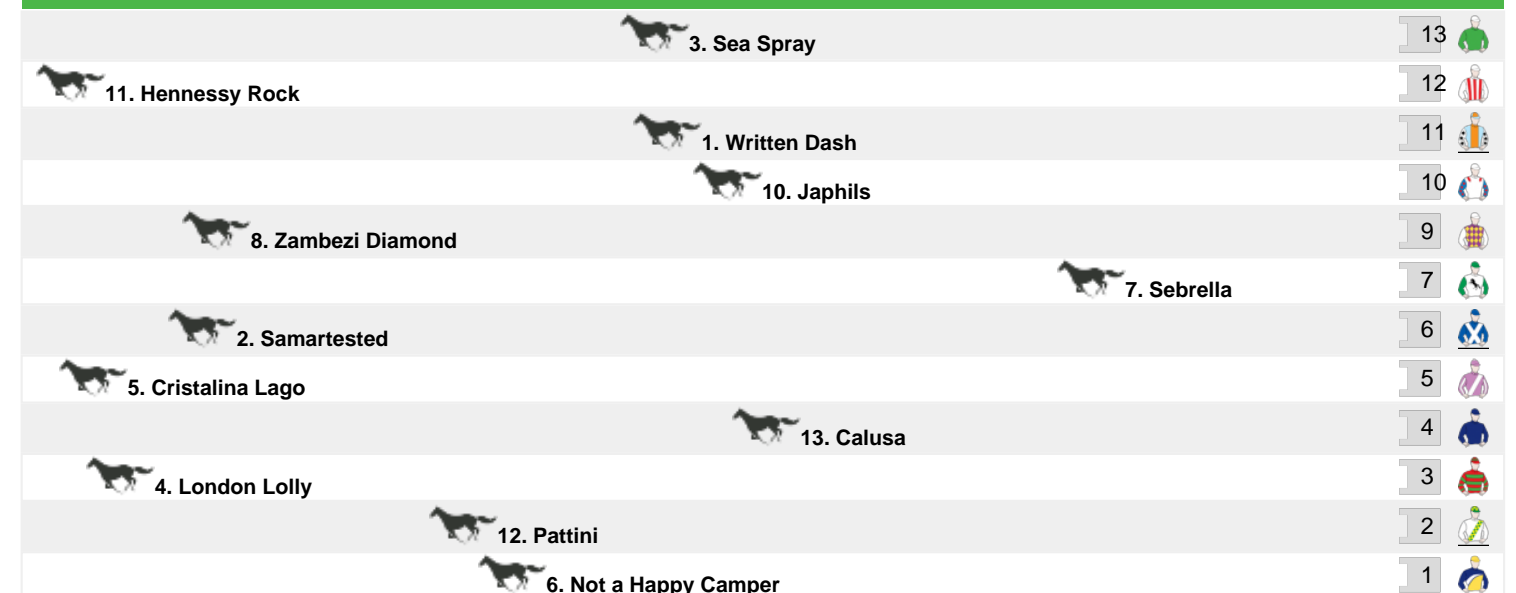 3. Sea Spray 13
11. Hennessy Rock 12
1. Written Dash 11
10. Japhils 10
8. Zambezi Diamond 9
7. Sebrella 7
2. Samartested 6
5. Cristalina Lago 5
13. Calusa 4
4. London Lolly 3
12. Pattini 2
6. Not a Happy Camper 1